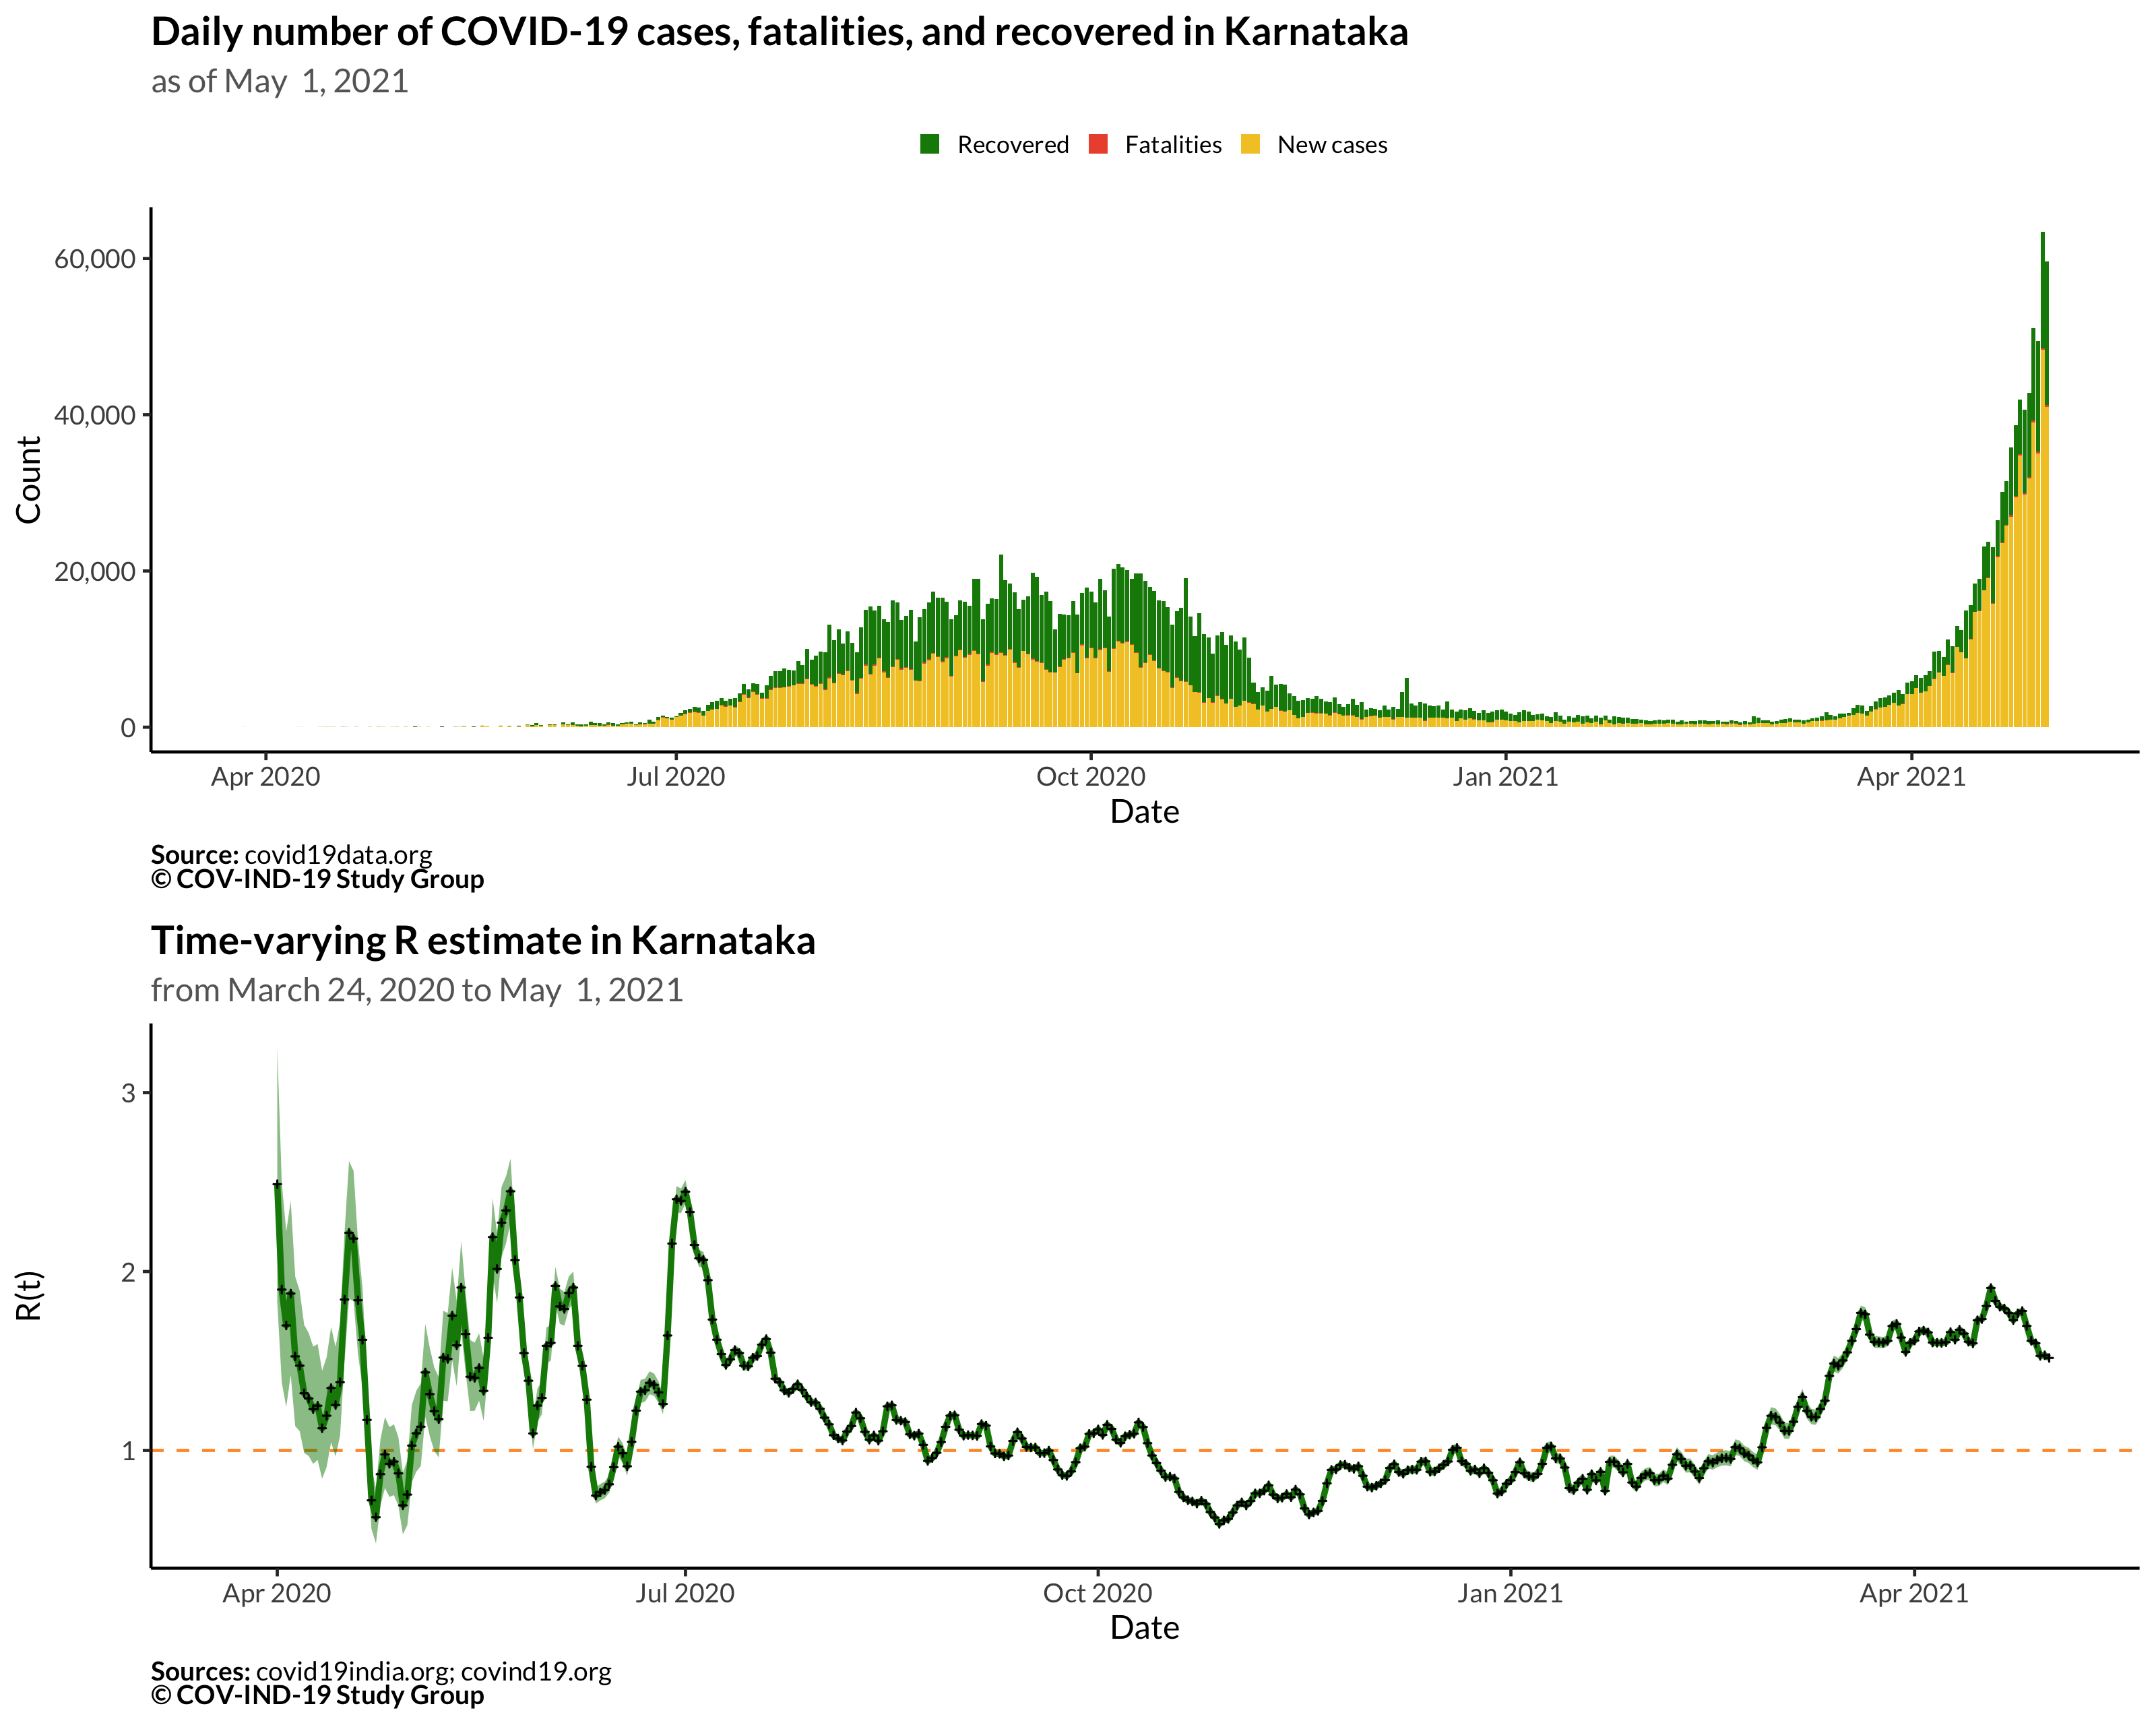 Daily number of COVID-19 cases, fatalities, and recovered in Karnataka
as of May  1, 2021
Recovered Fatalities New cases
60,000
40,000
20,000
0
Count
Apr 2020 Jul 2020 Oct 2020 Jan 2021 Apr 2021
Date
Source: covid19data.org
© COV-IND-19 Study Group
Time-varying R estimate in Karnataka
from March 24, 2020 to May  1, 2021
3
2
1
R(t)
Apr 2020 Jul 2020 Oct 2020 Jan 2021 Apr 2021
Date
Sources: covid19india.org; covind19.org
© COV-IND-19 Study Group